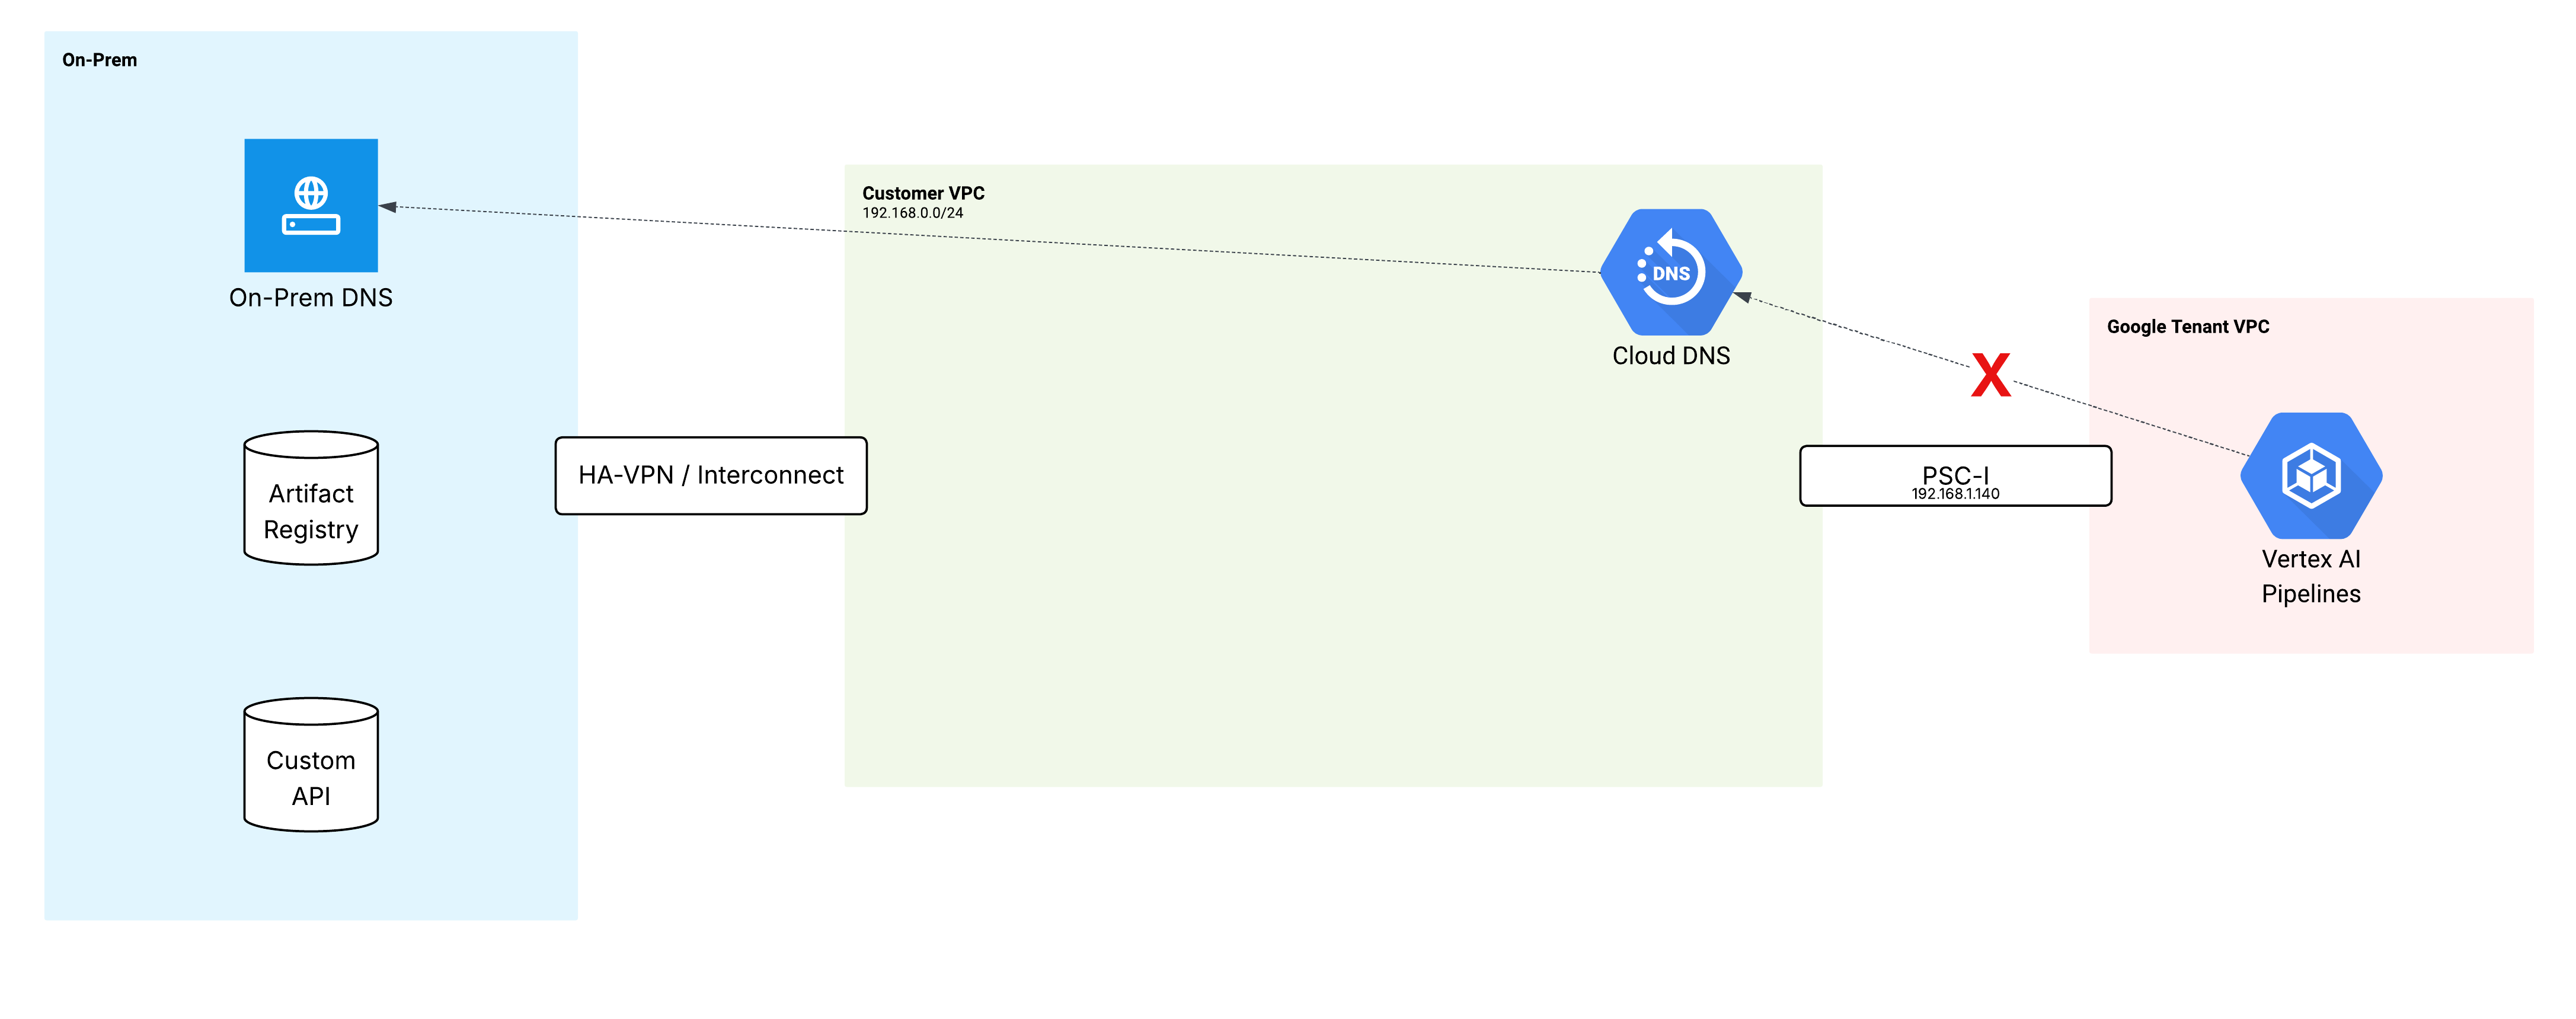 On-Prem
On-Prem DNS
Artifact
Registry
Custom
API
HA-VPN / Interconnect
Customer VPC
192.168.0.0/24
DNS
Cloud DNS
X
PSC-I
192.168.1.140
Google Tenant VPC
Vertex AI
Pipelines